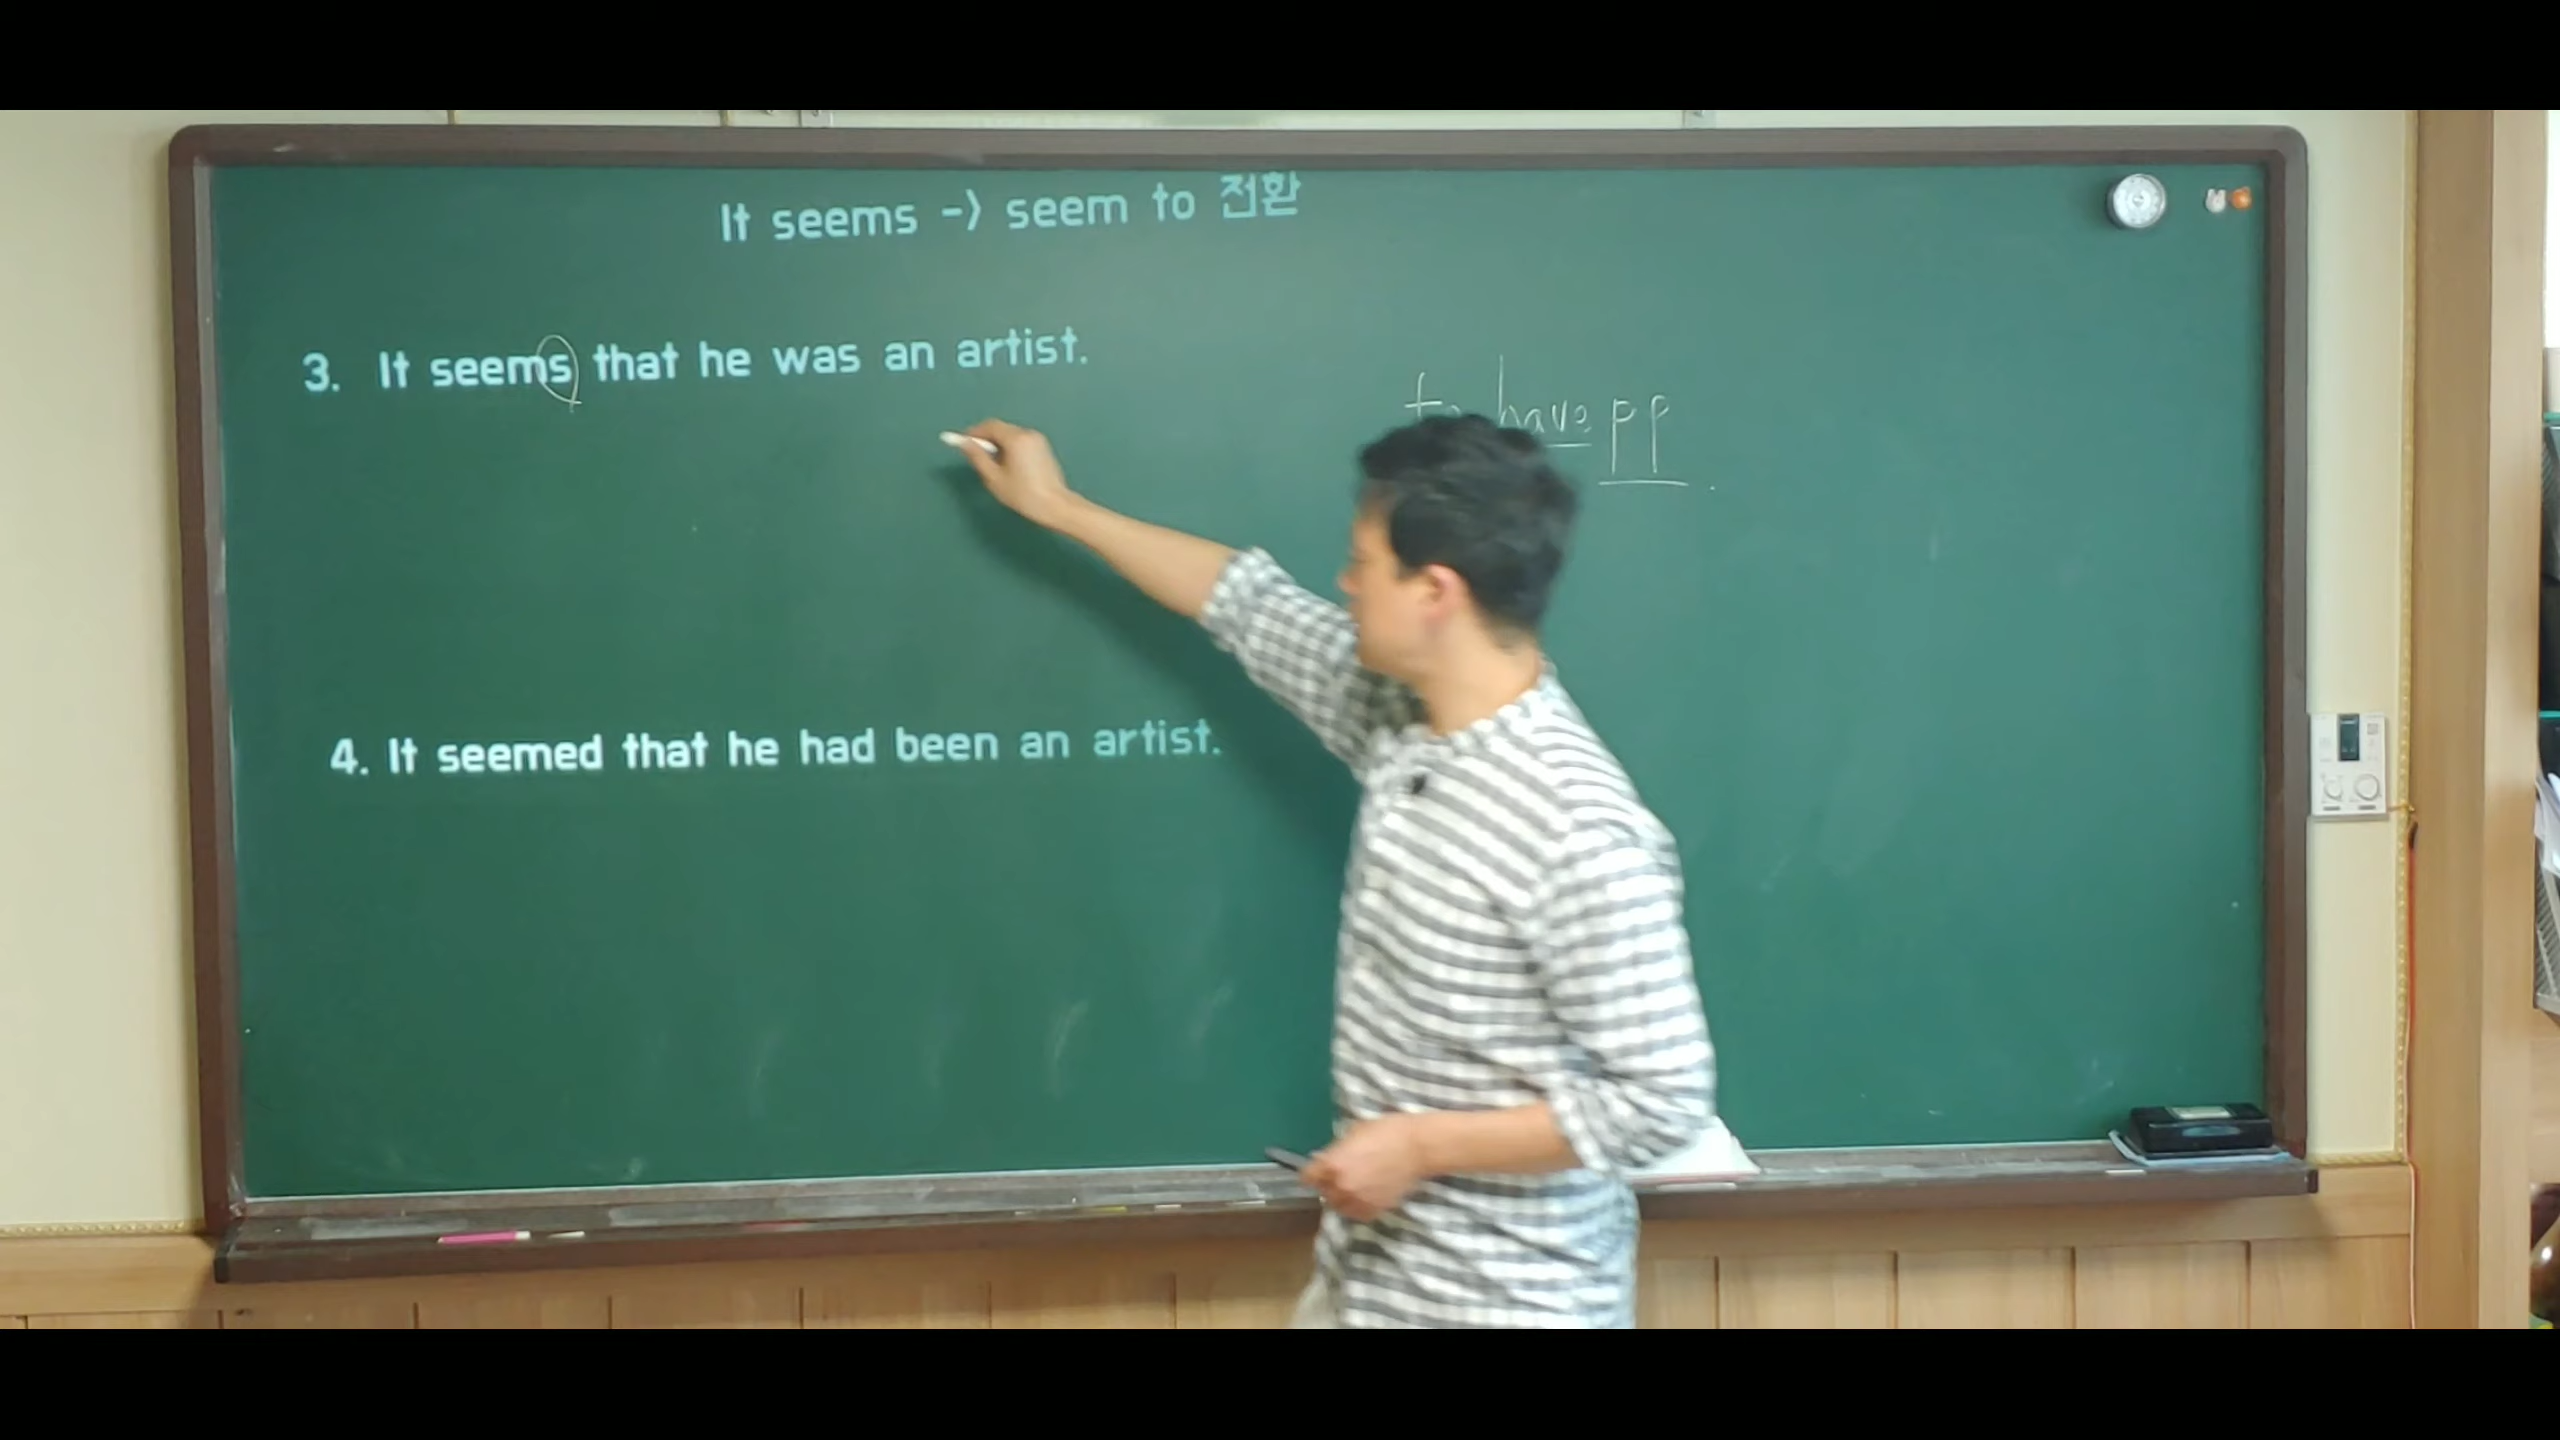 It seems -> seem to 전환
3. It seems that he was an artist.
to have pp.
4. It seemed that he had been an artist.